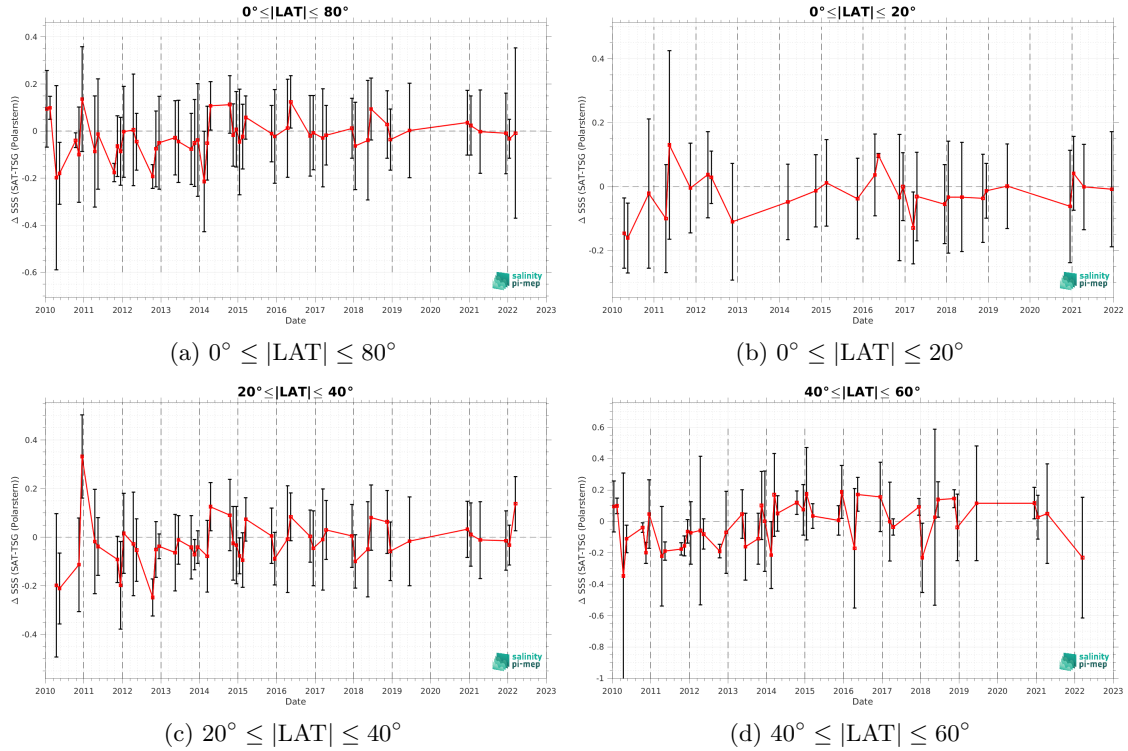 0°≤|LAT|≤ 80°
Δ SSS (SAT-TSG (Polarstern))
0.4
0.2
0
-0.2
-0.4
-0.6
2010 2011 2012 2013 2014 2015 2016 2017 2018 2019 2020 2021 2022 2023
Date
salinity
pi-mep
(a) 0° ≤ |LAT| ≤ 80°
0°≤|LAT|≤ 20°
Δ SSS (SAT-TSG (Polarstern))
0.4
0.2
0
-0.2
2010 2011 2012 2013 2014 2015 2016 2017 2018 2019 2020 2021 2022
Date
salinity
pi-mep
(b) 0° ≤ |LAT| ≤ 20°
20°≤|LAT|≤ 40°
Δ SSS (SAT-TSG (Polarstern))
0.4
0.2
0
-0.2
-0.4
2010 2011 2012 2013 2014 2015 2016 2017 2018 2019 2020 2021 2022 2023
Date
salinity
pi-mep
(c) 20° ≤ |LAT| ≤ 40°
40°≤|LAT|≤ 60°
Δ SSS (SAT-TSG (Polarstern))
0.6
0.4
0.2
0
-0.2
-0.4
-0.6
-0.8
-1
2010 2011 2012 2013 2014 2015 2016 2017 2018 2019 2020 2021 2022 2023
Date
salinity
pi-mep
(d) 40° ≤ |LAT| ≤ 60°